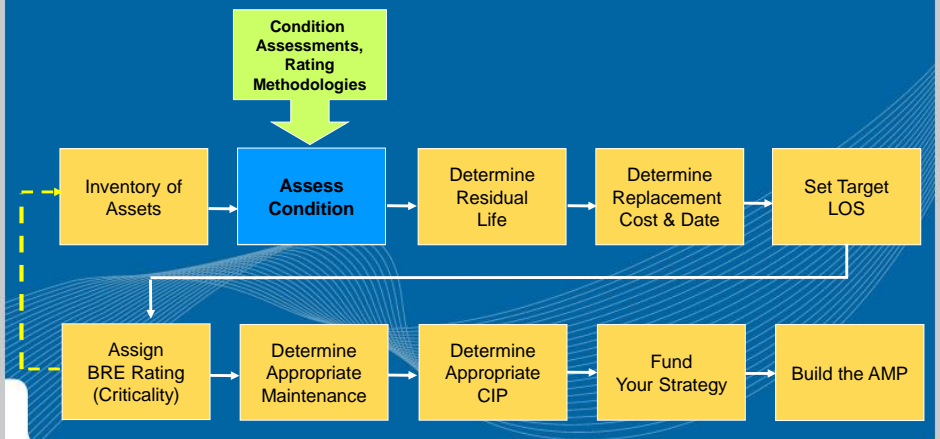 Condition
Assessments,
Rating
Methodologies
Inventory of
Assets
Assess
Condition
Determine
Residual
Life
Determine
Replacement
Cost & Date
Set Target
LOS
Assign
BRE Rating
(Criticality)
Determine
Appropriate
Maintenance
Determine
Appropriate
CIP
Fund
Your Strategy
Build the AMP